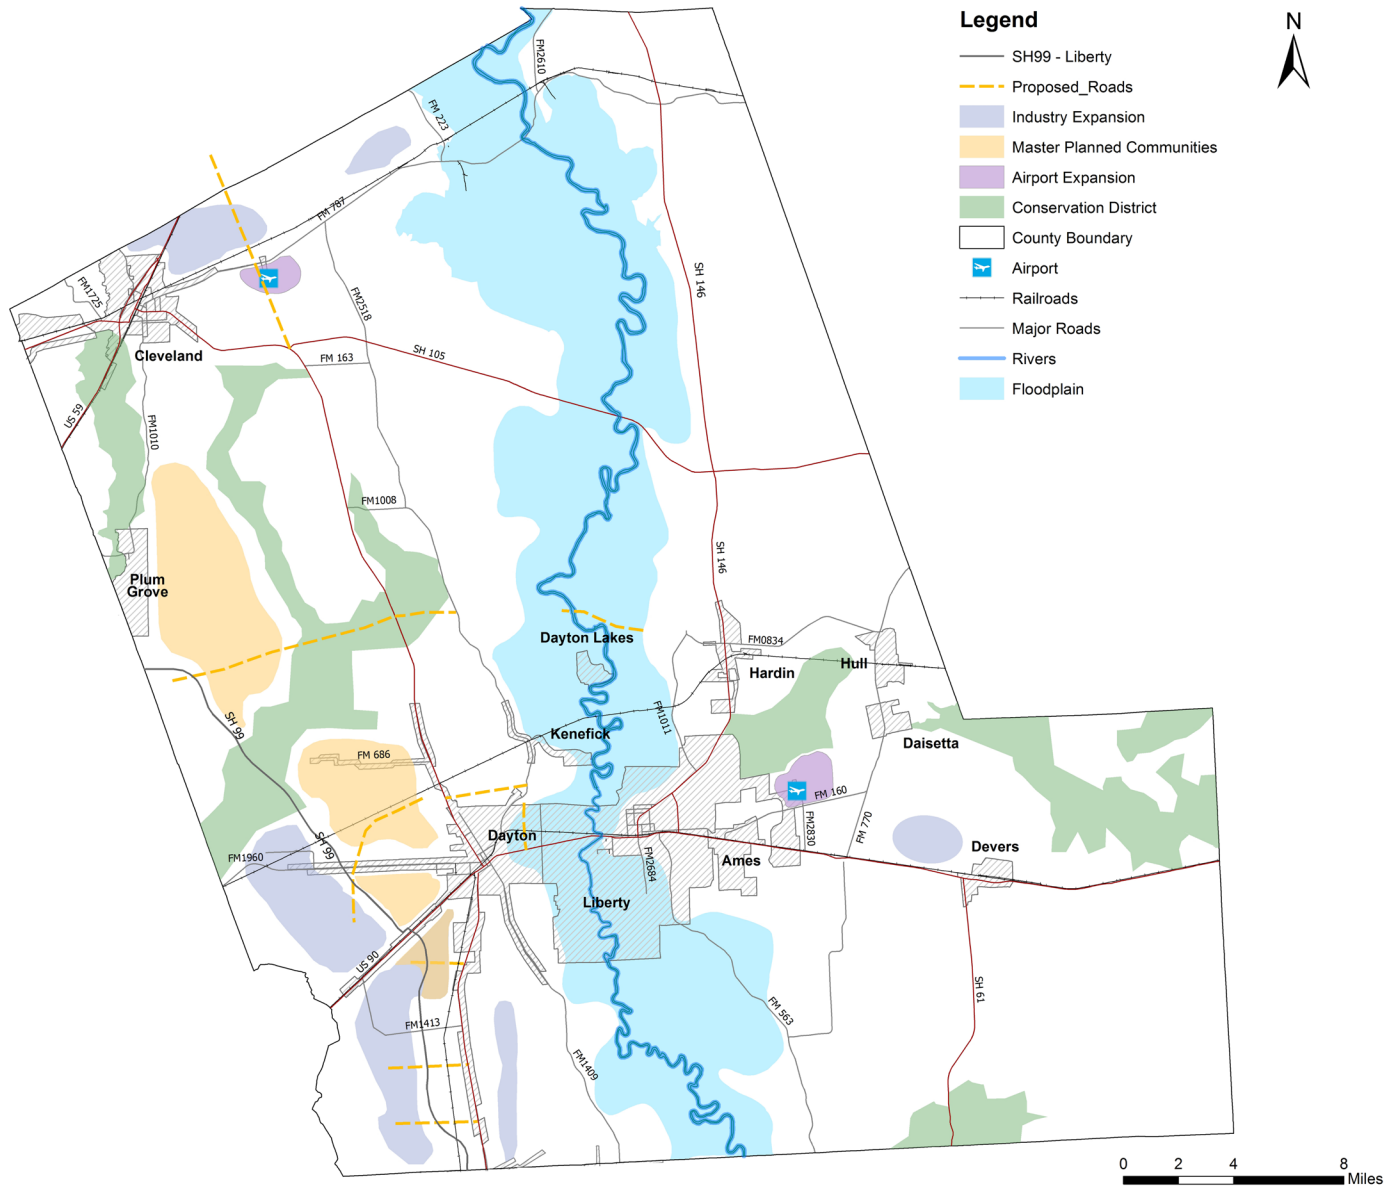 Legend
SH99 - Liberty
Proposed_Roads
Industry Expansion
Master Planned Communities
Airport Expansion
Conservation District
County Boundary
Airport
Railroads
Major Roads
Rivers
Floodplain
N
FM2610
FM 223
FM 787
FM1725
FM2518
SH 146
Cleveland
FM 163
SH 105
US 59
FM1010
FM1008
SH 146
Plum
Grove
Dayton Lakes
FM0834
Hardin
Hull
SH 99
FM1011
Kenefick
Daisetta
FM 686
FM 160
Dayton
SH 99
FM2830
FM 770
FM1960
FM2684
Ames
Devers
Liberty
US 90
SH 61
FM 563
FM1413
FM1409
0 2 4 8
Miles